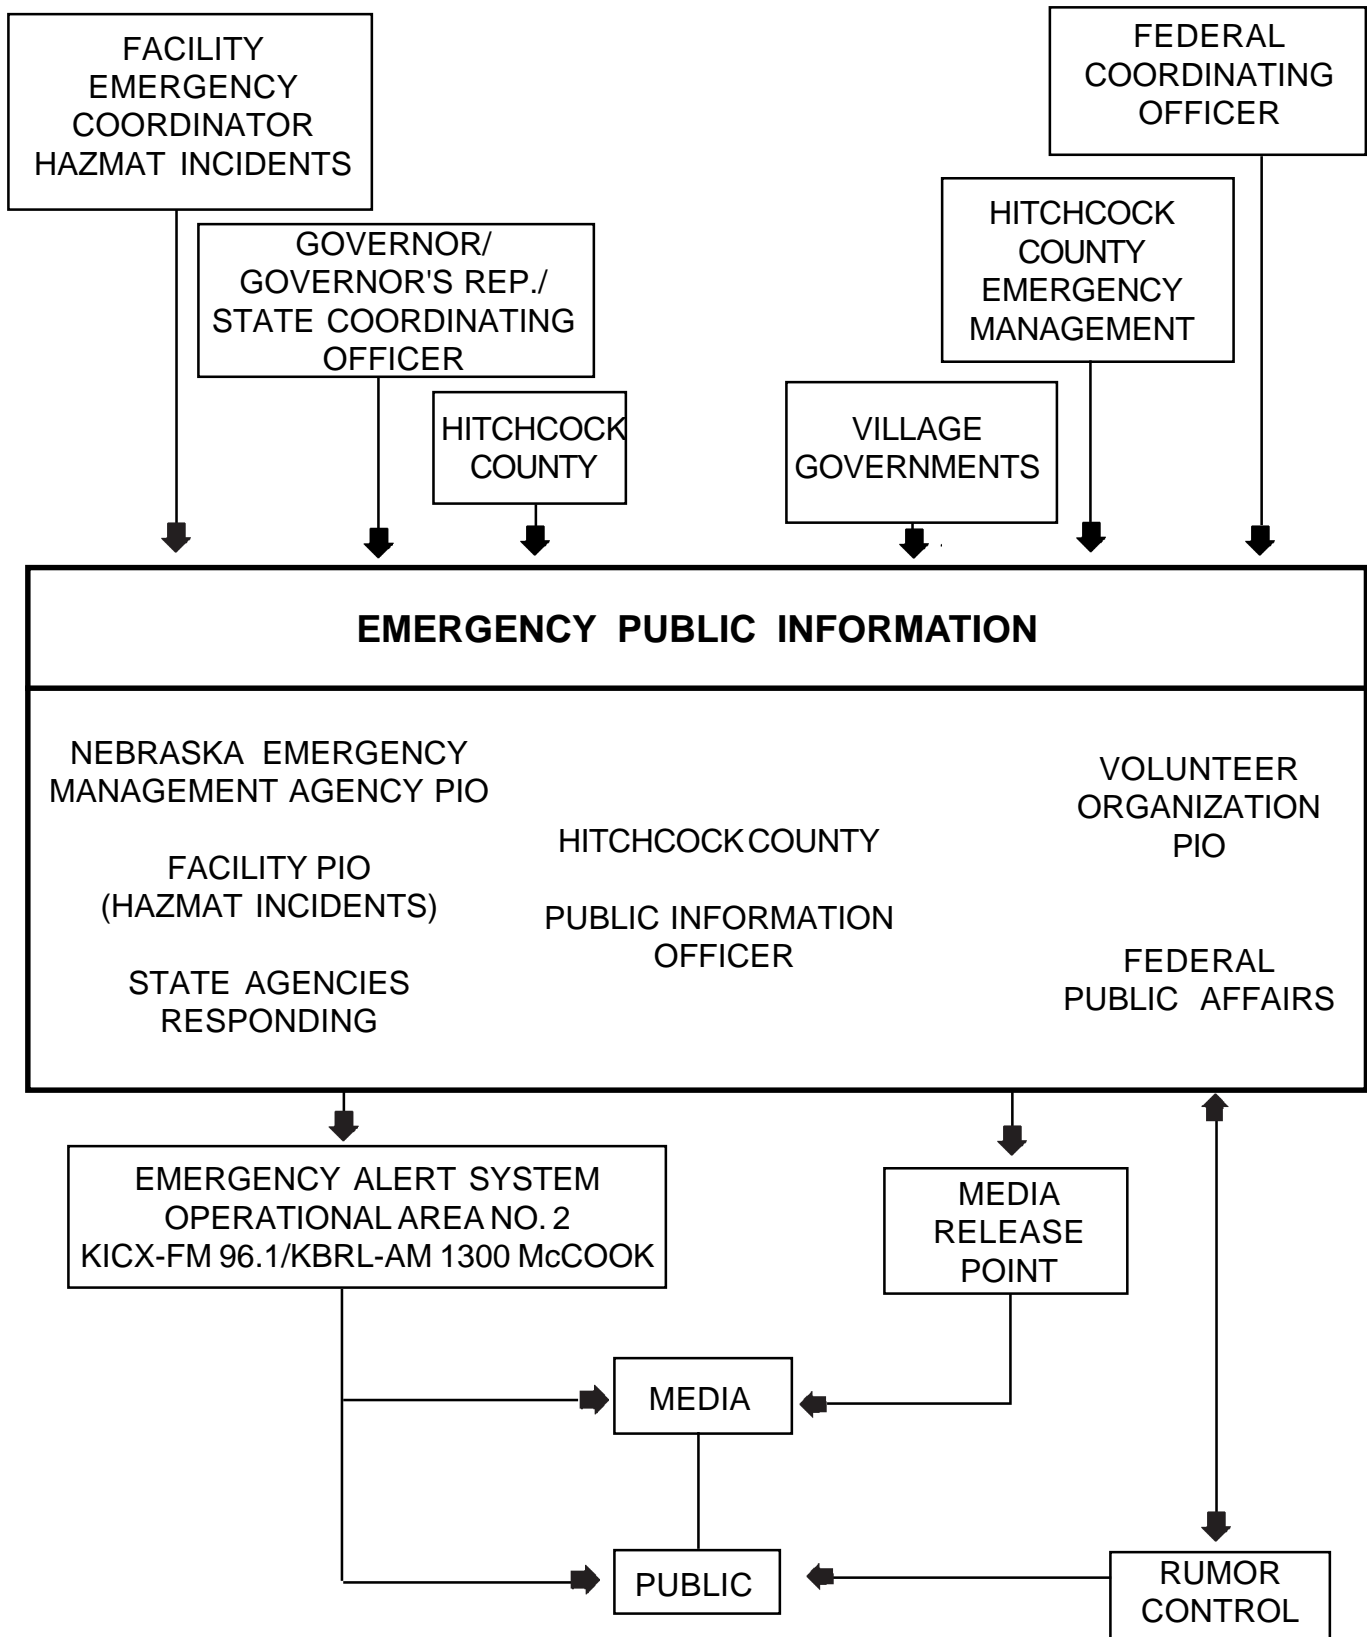 FACILITY
EMERGENCY
COORDINATOR
HAZMAT INCIDENTS
FEDERAL
COORDINATING
OFFICER
GOVERNOR/
GOVERNOR'S REP./
STATE COORDINATING
OFFICER
HITCHCOCK
COUNTY
EMERGENCY
MANAGEMENT
HITCHCOCK
COUNTY
VILLAGE
GOVERNMENTS
EMERGENCY PUBLIC INFORMATION
NEBRASKA EMERGENCY
MANAGEMENT AGENCY PIO
FACILITY PIO
(HAZMAT INCIDENTS)
STATE AGENCIES
RESPONDING
HITCHCOCK COUNTY
PUBLIC INFORMATION
OFFICER
VOLUNTEER
ORGANIZATION
PIO
FEDERAL
PUBLIC AFFAIRS
EMERGENCY ALERT SYSTEM
OPERATIONAL AREA NO. 2
KICX-FM 96.1/KBRL-AM 1300 McCOOK
MEDIA
RELEASE
POINT
MEDIA
PUBLIC
RUMOR
CONTROL